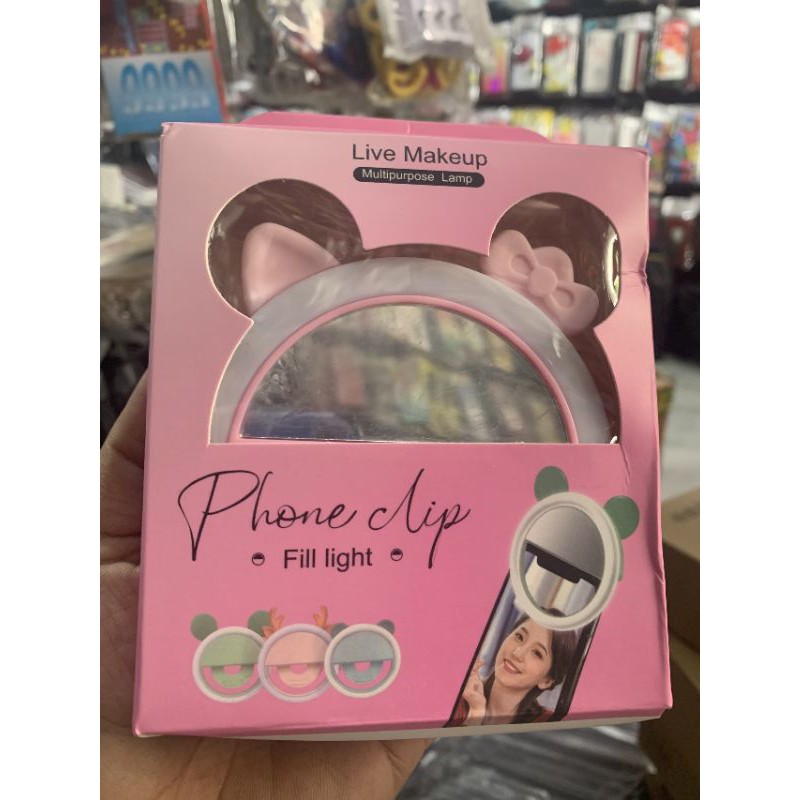 Live Makeup
Multipurpose Lamp
Phone clip
Fill light